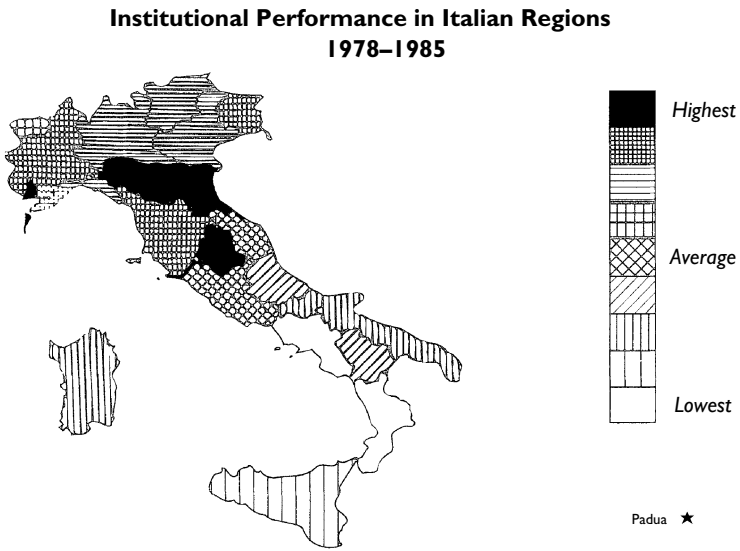 Institutional Performance in Italian Regions
1978–1985
Highest
Average
Lowest
Padua ★